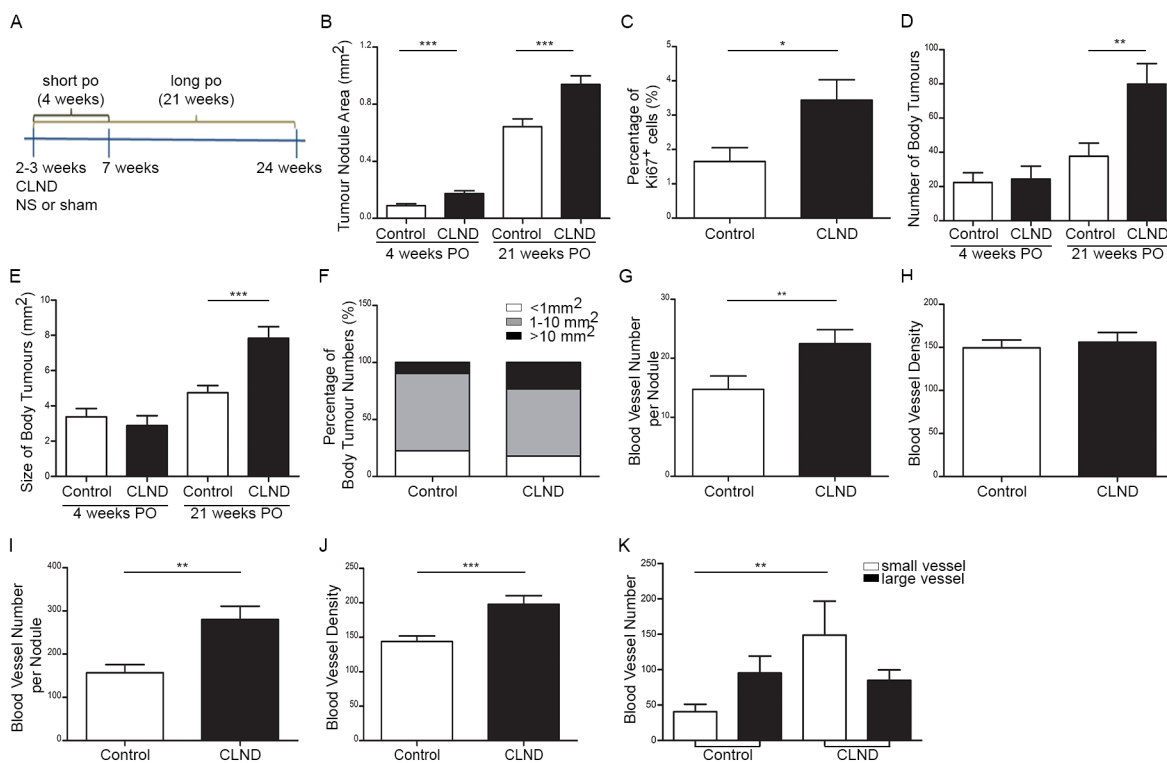 A
short po
(4 weeks)
long po
(21 weeks)
2-3 weeks
7 weeks
24 weeks
CLND
NS or sham
B
Tumour Nodule Area (mm2)
1.2
0.8
0.4
0.0
***
***
Control CLND Control CLND
4 weeks PO 21 weeks PO
C
Percentage of
Ki67+ cells (%)
5
4
3
2
1
0
*
Control CLND
D
Number of Body Tumours
100
80
60
40
20
0
**
Control CLND Control CLND
4 weeks PO 21 weeks PO
E
Size of Body Tumours (mm2)
10
8
6
4
2
0
***
Control CLND Control CLND
4 weeks PO 21 weeks PO
F
Percentage of
Body Tumour Numbers (%)
150
100
50
0
<1mm2
1-10 mm2
>10 mm2
Control CLND
G
Blood Vessel Number
per Nodule
30
20
10
0
**
Control CLND
H
Blood Vessel Density
200
150
100
50
0
Control CLND
I
Blood Vessel Number
per Nodule
400
300
200
100
0
**
Control CLND
J
Blood Vessel Density
250
200
150
100
50
0
***
Control CLND
K
Blood Vessel Number
250
200
150
100
50
0
**
small vessel
large vessel
Control CLND